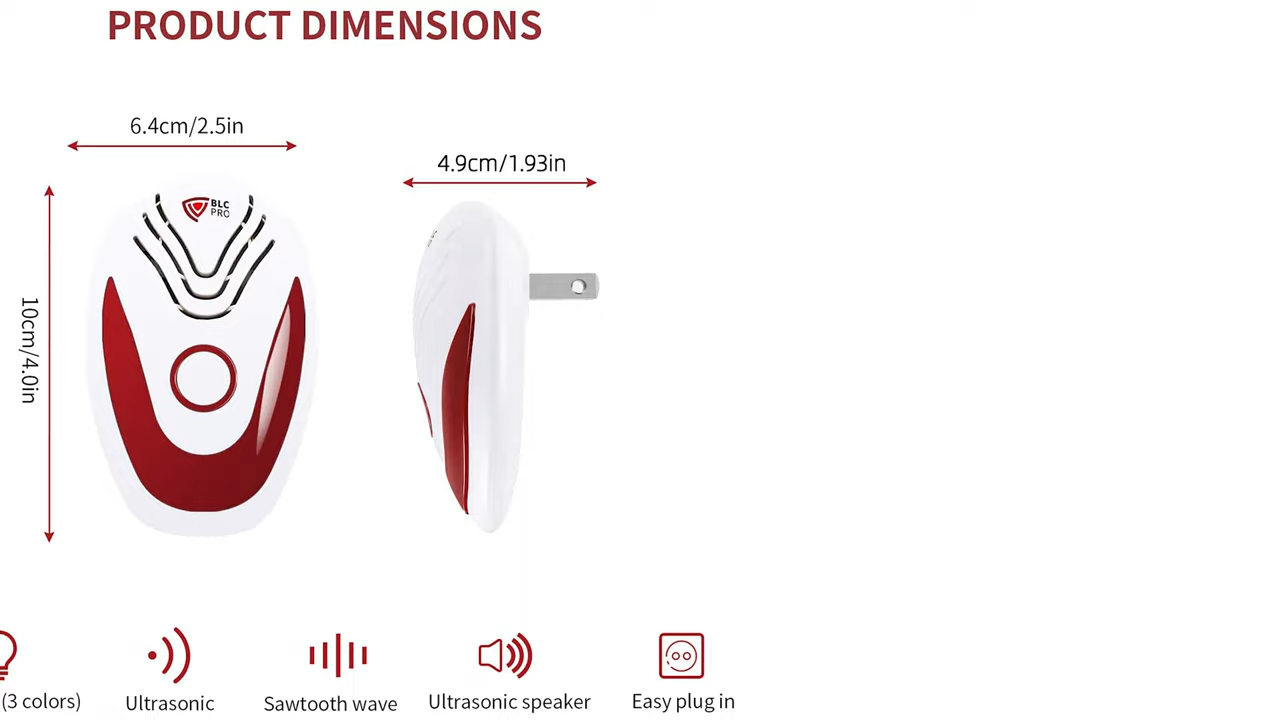 PRODUCT DIMENSIONS
6.4cm/2.5in
4.9cm/1.93in
BLC
PRO
10cm/4.0in
(3 colors)
Ultrasonic
Sawtooth wave
Ultrasonic speaker
Easy plug in